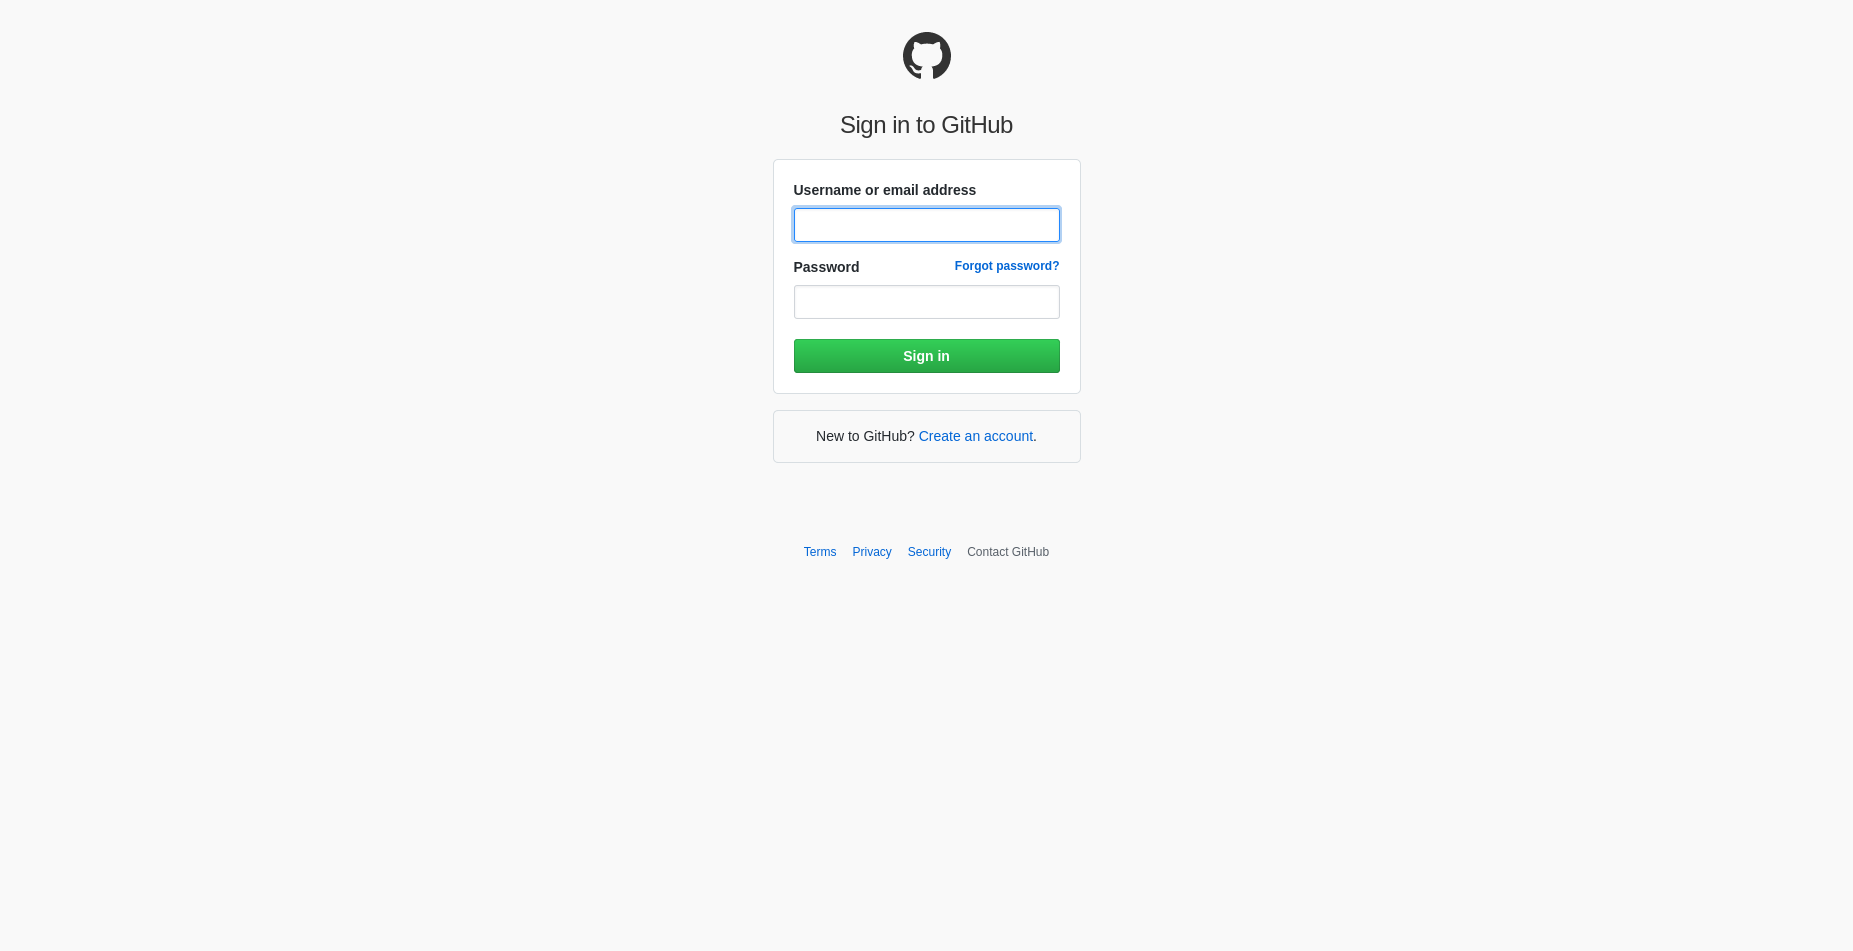 Sign in to GitHub
Username or email address
Password Forgot password?
Sign in
New to GitHub? Create an account.
Terms Privacy Security Contact GitHub